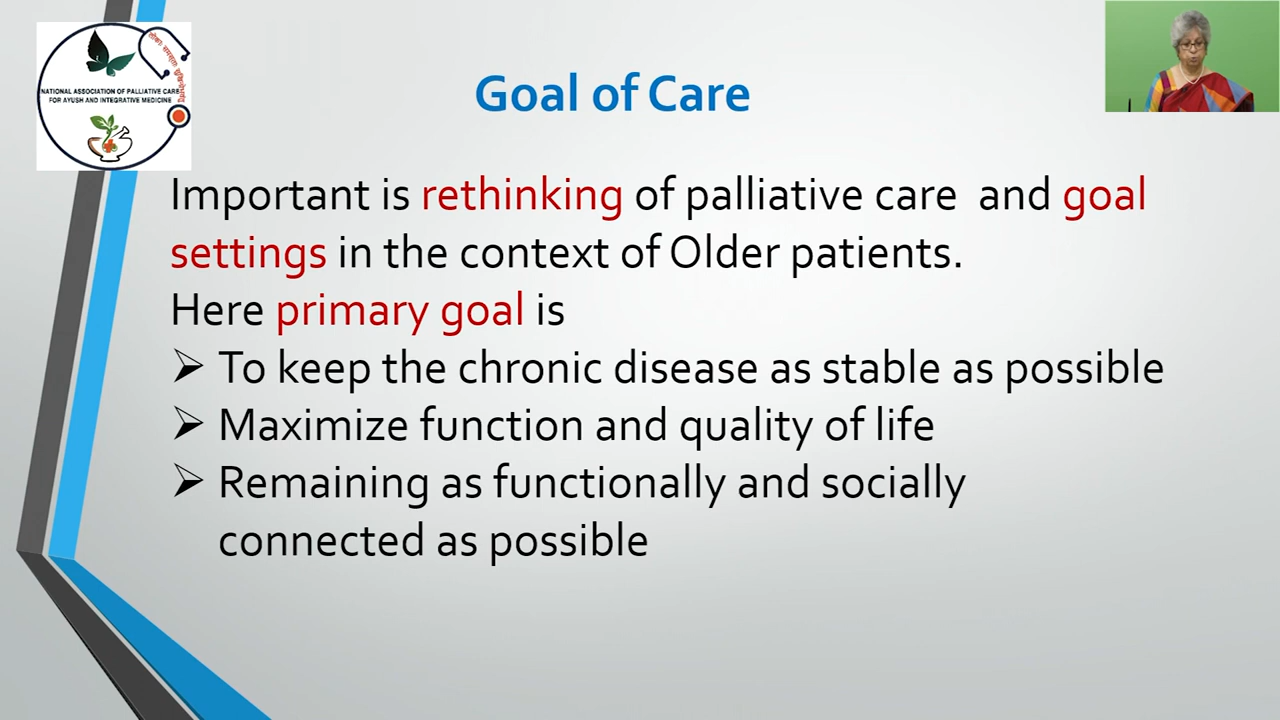 NATIONAL ASSOCIATION OF PALLIATIVE CARE
FOR AYUSH AND INTEGRATIVE MEDICINE
Goal of Care
Important is rethinking of palliative care and goal
settings in the context of Older patients.
Here primary goal is
➢ To keep the chronic disease as stable as possible
➢ Maximize function and quality of life
➢ Remaining as functionally and socially
connected as possible